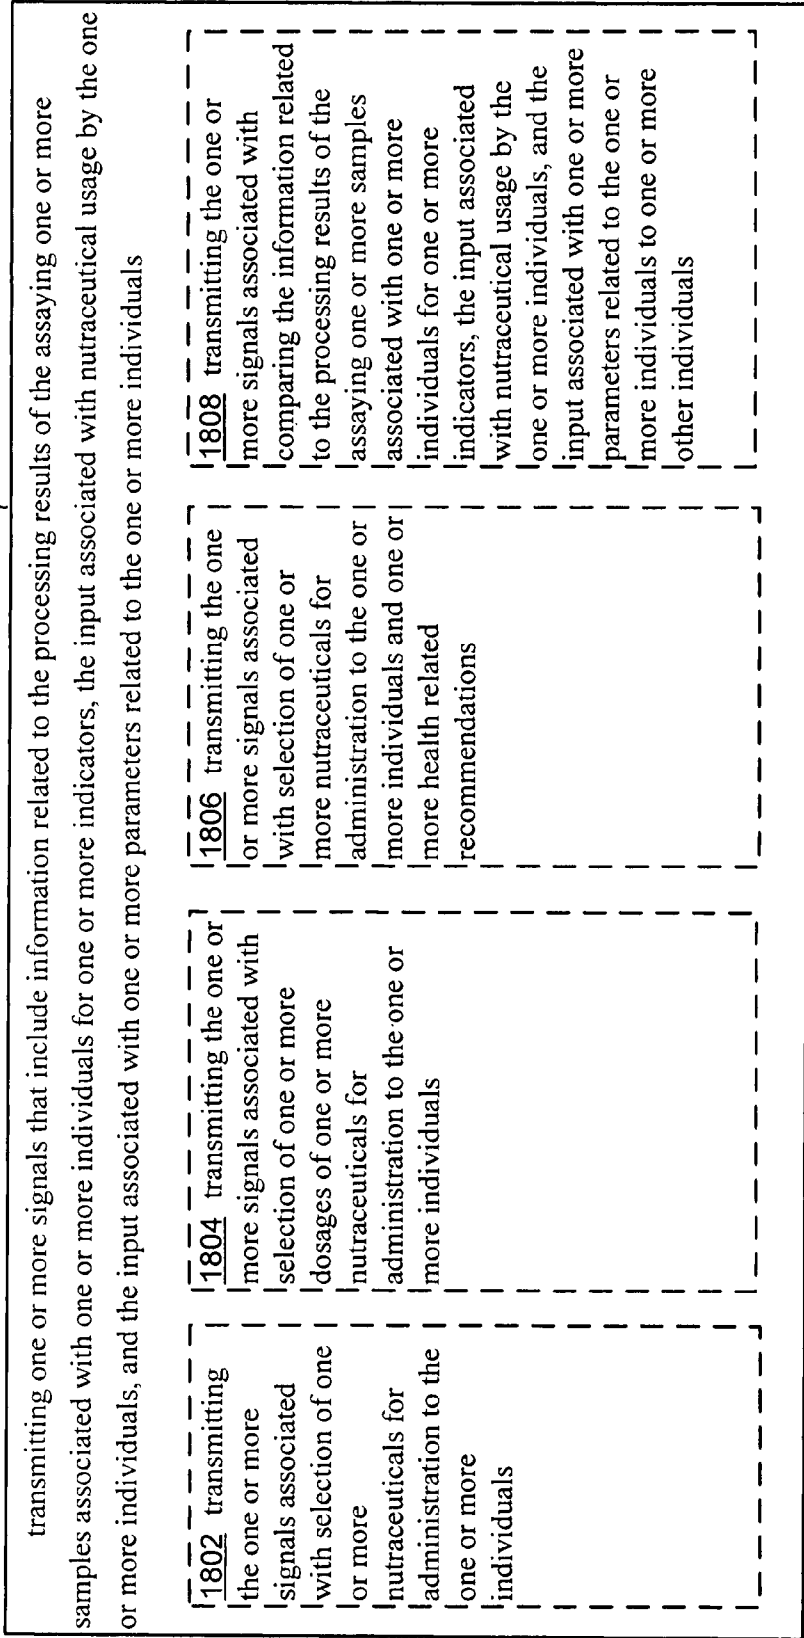 transmitting one or more signals that include information related to the processing results of the assaying one or more
samples associated with one or more individuals for one or more indicators, the input associated with nutraceutical usage by the one
or more individuals, and the input associated with one or more parameters related to the one or more individuals
1802 transmitting
the one or more
signals associated
with selection of one
or more
nutraceuticals for
administration to the
one or more
individuals
1804 transmitting the one or
more signals associated with
selection of one or more
dosages of one or more
nutraceuticals for
administration to the one or
more individuals
1806 transmitting the one
or more signals associated
with selection of one or
more nutraceuticals for
administration to the one or
more individuals and one or
more health related
recommendations
1808 transmitting the one or
more signals associated with
comparing the information related
to the processing results of the
assaying one or more samples
associated with one or more
individuals for one or more
indicators, the input associated
with nutraceutical usage by the
one or more individuals, and the
input associated with one or more
parameters related to the one or
more individuals to one or more
other individuals